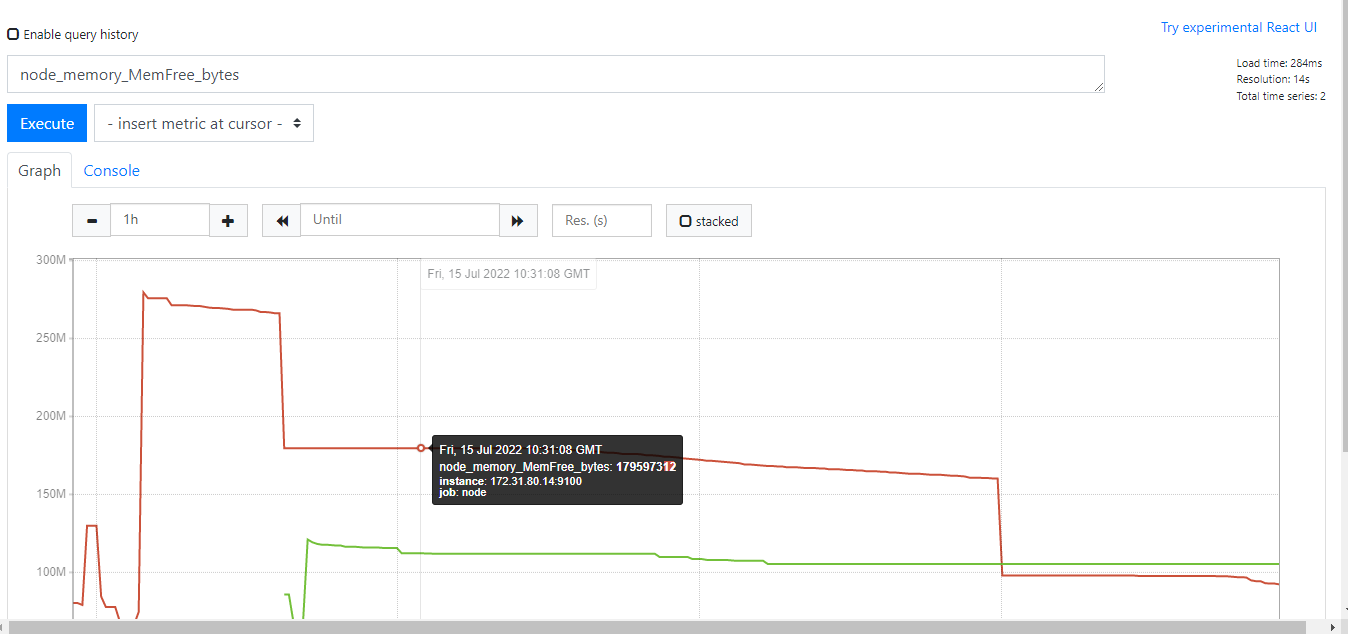 Enable query history
Try experimental React UI
node_memory_MemFree_bytes
Load time: 284ms
Resolution: 14s
Total time series: 2
Execute
- insert metric at cursor -
Graph
Console
1h
Until
Res. (s)
stacked
300M
250M
200M
150M
100M
Fri, 15 Jul 2022 10:31:08 GMT
Fri, 15 Jul 2022 10:31:08 GMT
node_memory_MemFree_bytes: 179597312
instance: 172.31.80.14:9100
job: node